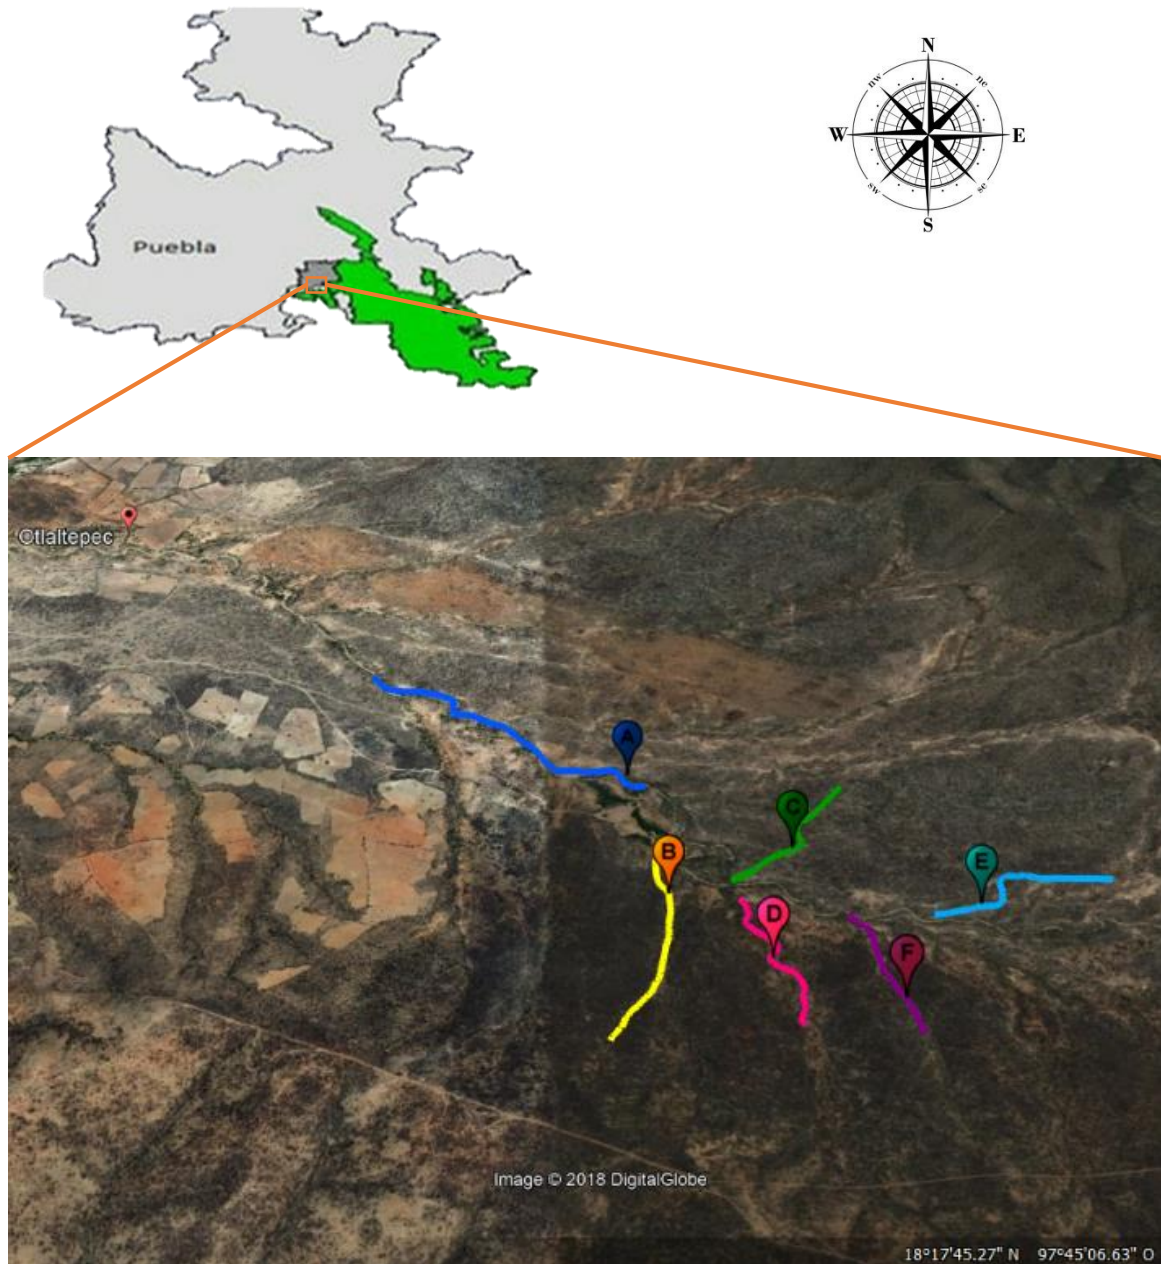 N
nw
ne
W
E
sw
se
S
Puebla
Otlaltepec
A
C
B
E
D
F
Image © 2018 DigitalGlobe
18°17'45.27" N 97°45'06.63" O